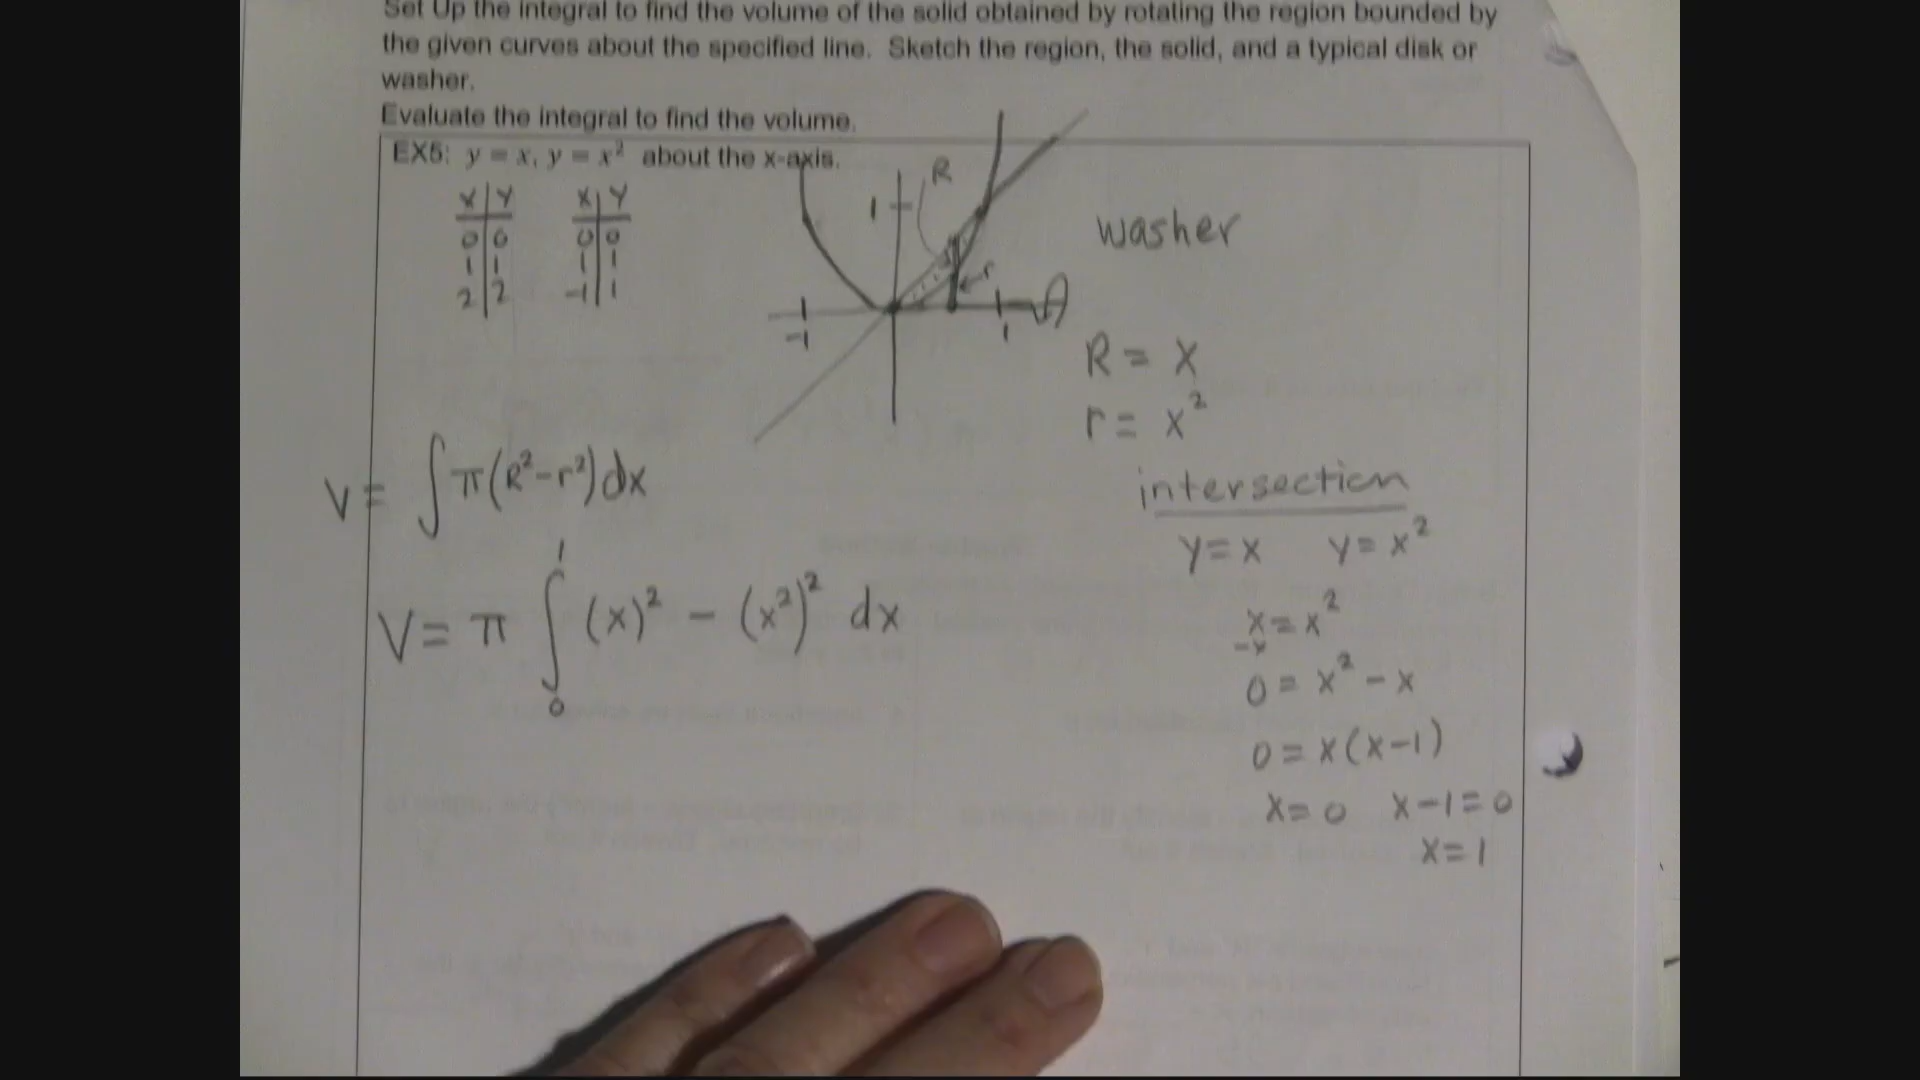 Set Up the integral to find the volume of the solid obtained by rotating the region bounded by
the given curves about the specified line. Sketch the region, the solid, and a typical disk or
washer.
Evaluate the integral to find the volume.
EX5: y = x, y = x² about the x-axis.
x | y
0 | 0
1 | 1
2 | 2
x | y
0 | 0
1 | 1
-1 | 1
R
1
r
-1
1
washer
R = x
r = x²
V = ∫π(R²-r²)dx
V = π ∫₀¹ (x)² - (x²)² dx
intersection
y = x y = x²
x = x²
-x
0 = x² - x
0 = x(x-1)
x = 0 x-1 = 0
x = 1